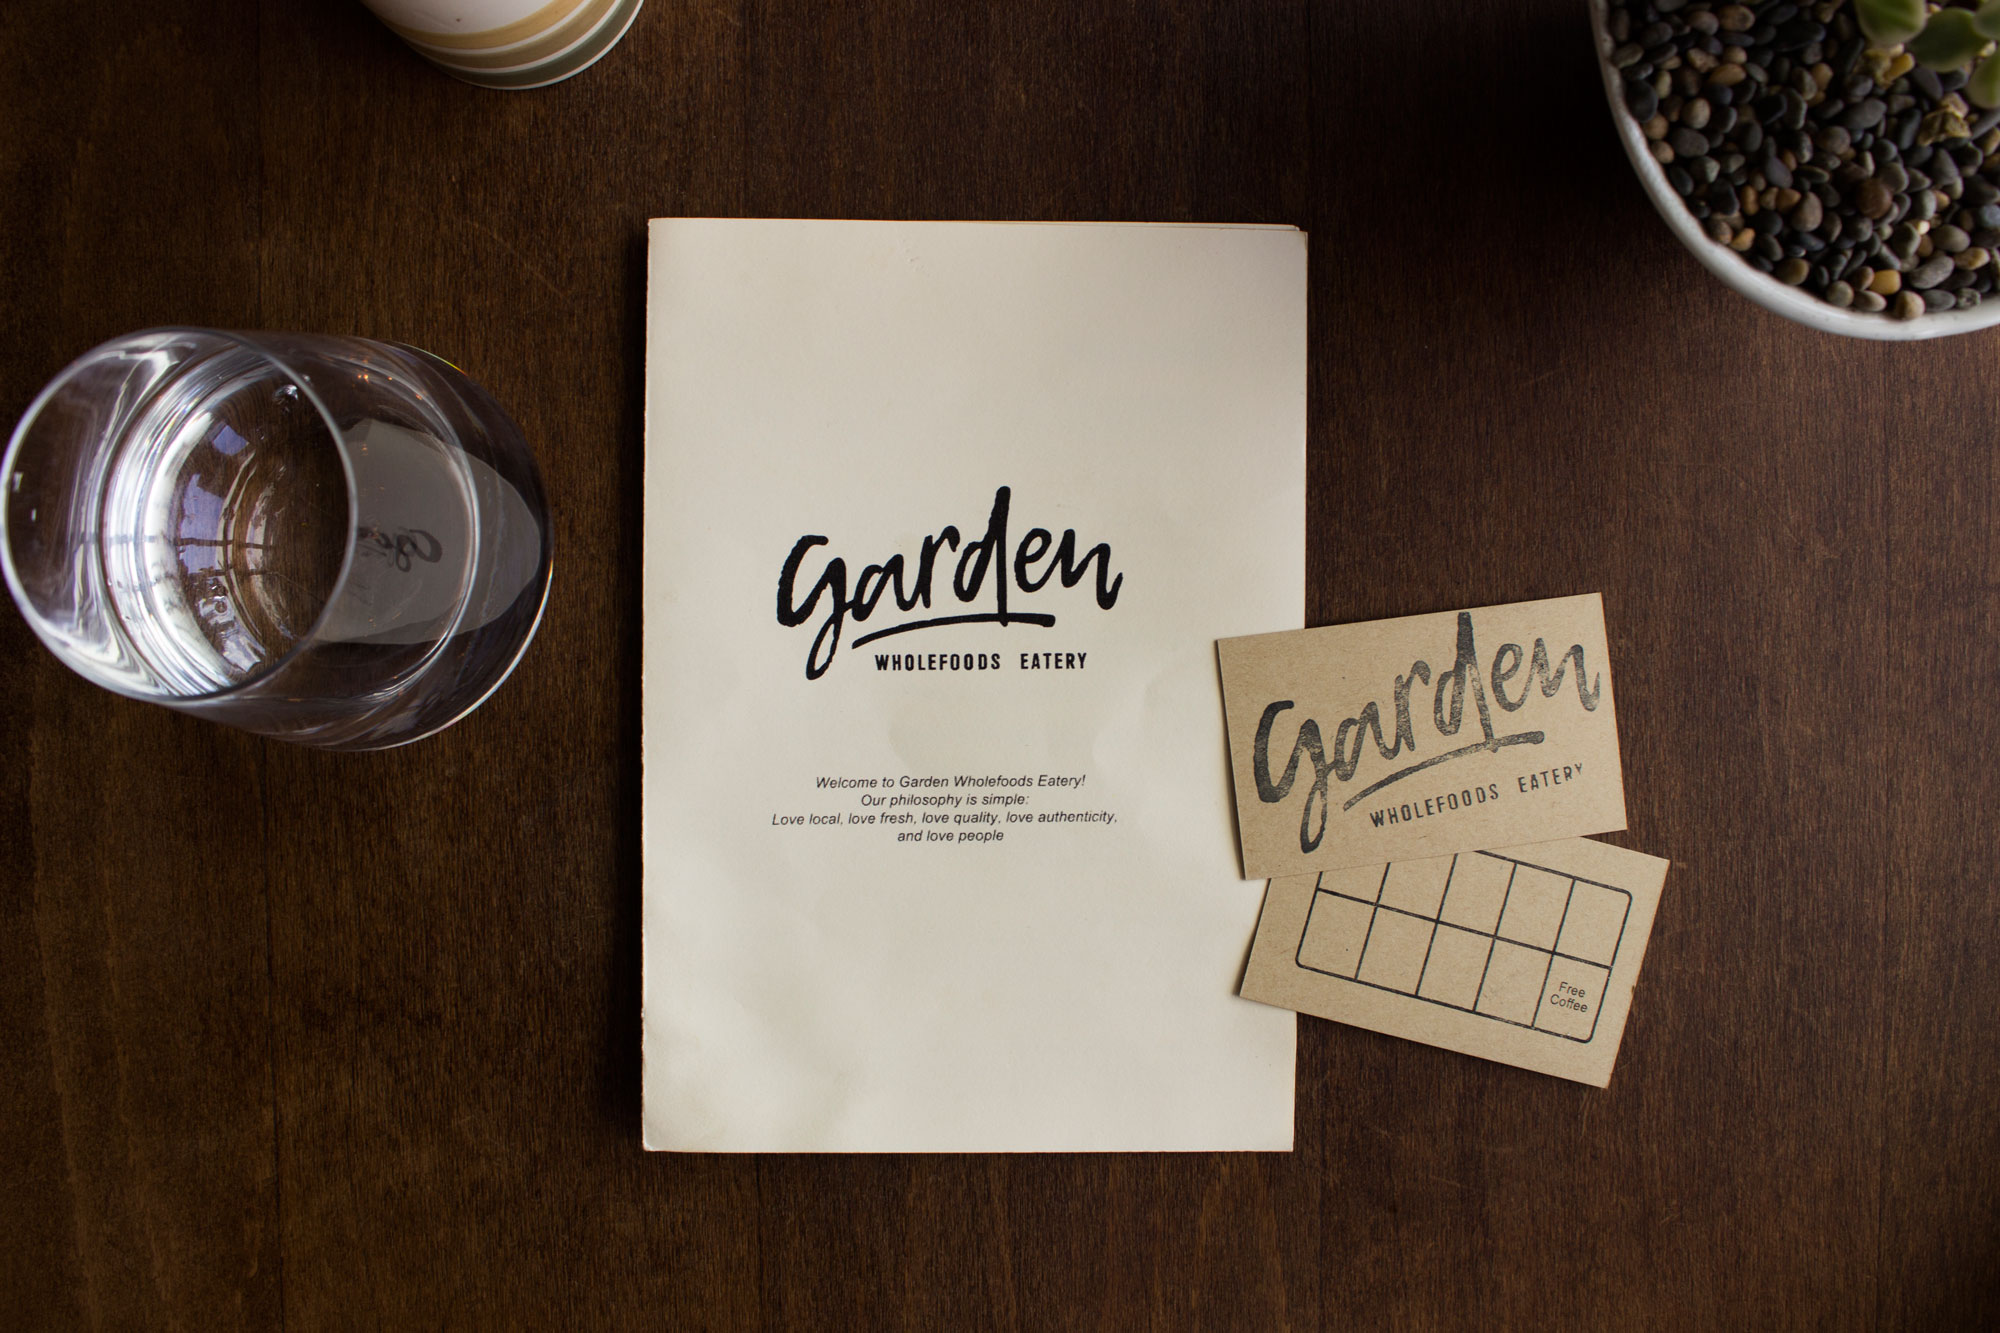 garden
WHOLEFOODS EATERY
Welcome to Garden Wholefoods Eatery!
Our philosophy is simple:
Love local, love fresh, love quality, love authenticity,
and love people
garden
WHOLEFOODS EATERY
Free
Coffee